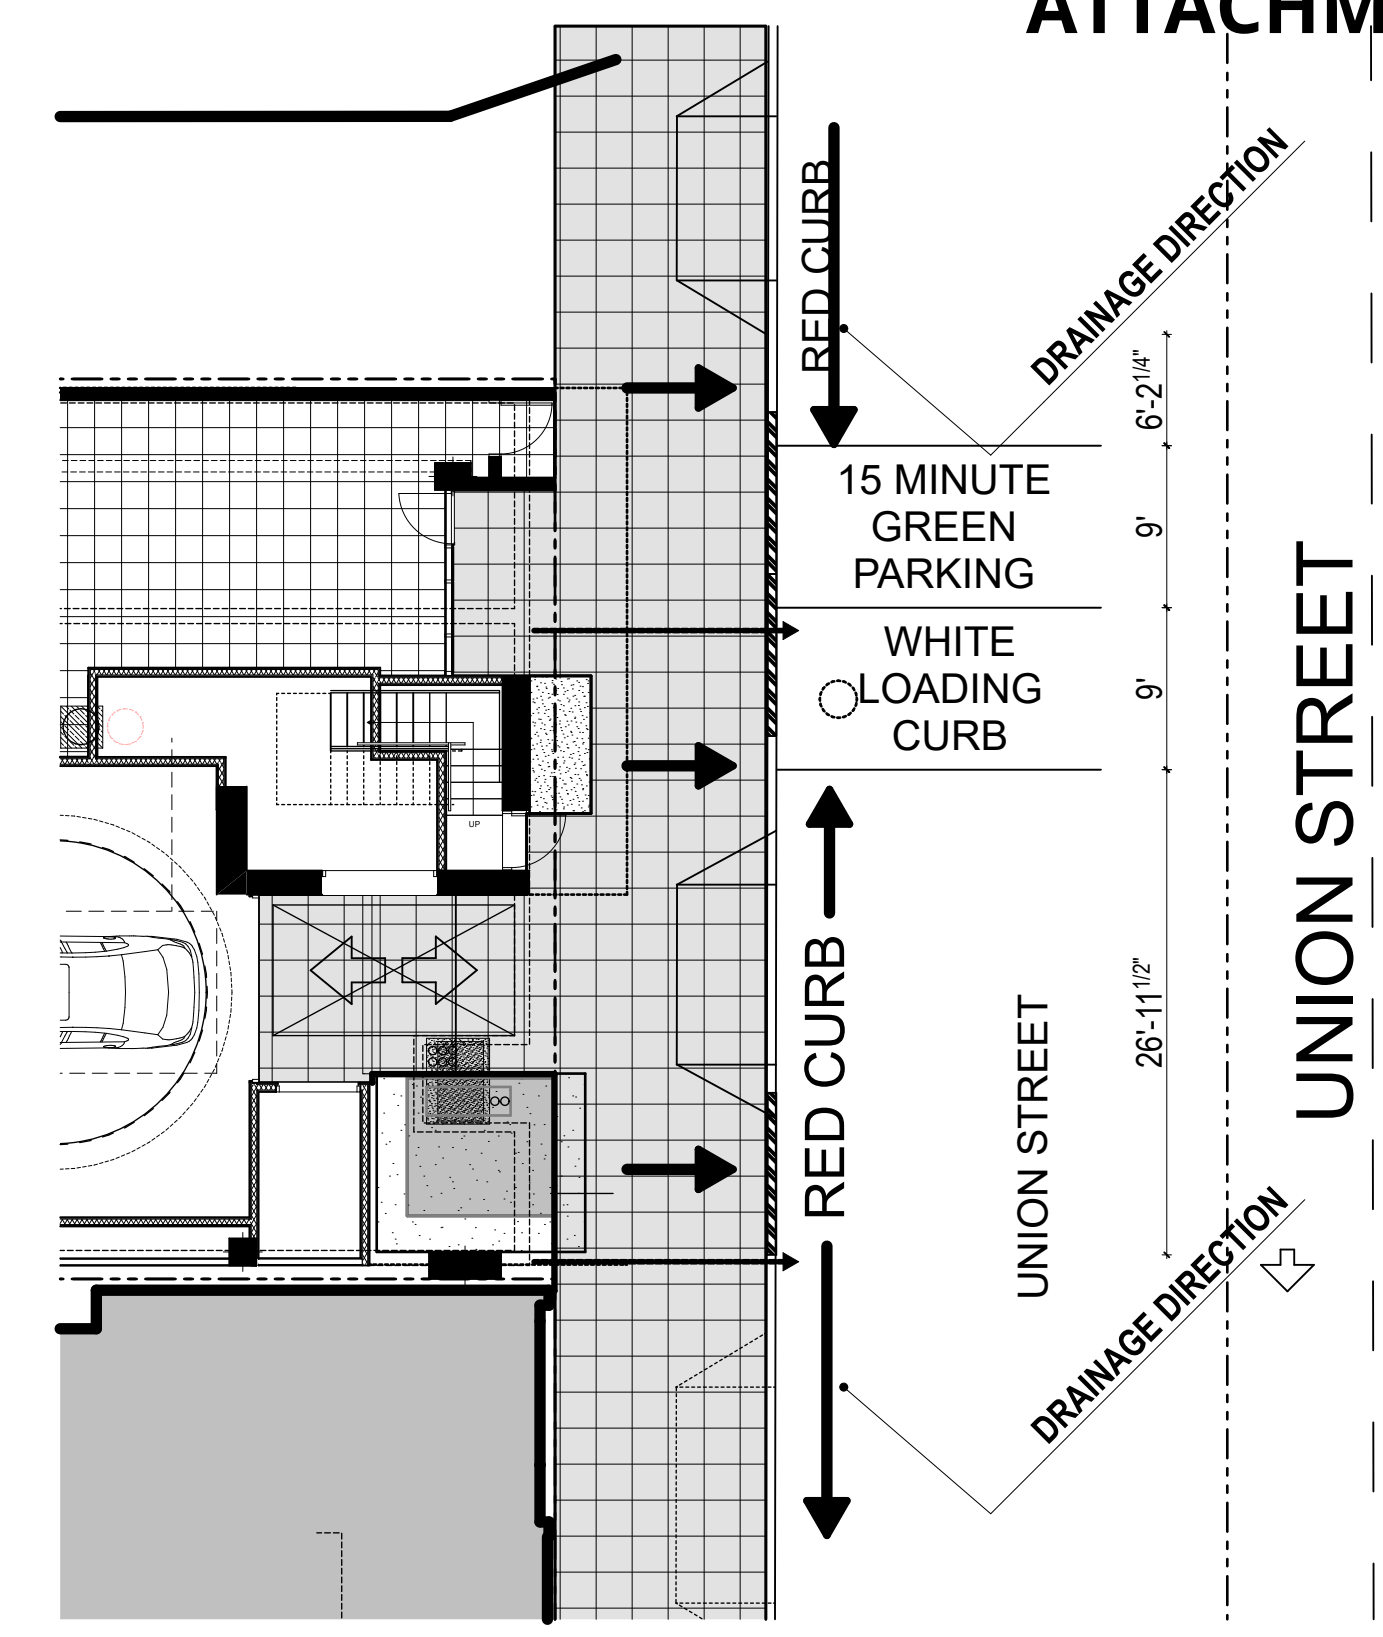 ATTACHM
RED CURB
DRAINAGE DIRECTION
6'-2 1/4"
15 MINUTE
GREEN
PARKING
9'
WHITE
LOADING
CURB
9'
UP
RED CURB
UNION STREET
26'-11 1/2"
UNION STREET
DRAINAGE DIRECTION